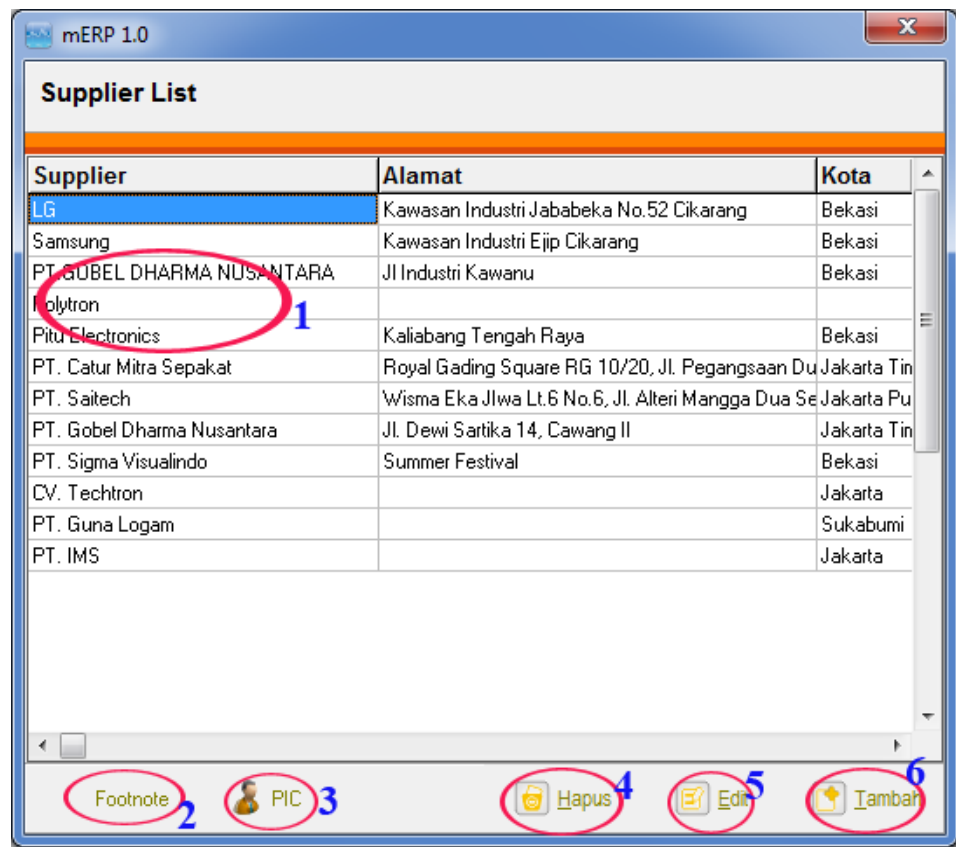 mERP 1.0
Supplier List
Supplier Alamat Kota
LG Kawasan Industri Jababeka No.52 Cikarang Bekasi
Samsung Kawasan Industri Ejip Cikarang Bekasi
PT.GOBEL DHARMA NUSANTARA Jl Industri Kawanu Bekasi
Polytron
1
Pitu Electronics Kaliabang Tengah Raya Bekasi
PT. Catur Mitra Sepakat Royal Gading Square RG 10/20, Jl. Pegangsaan Du Jakarta Tin
PT. Saitech Wisma Eka JIwa Lt.6 No.6, Jl. Alteri Mangga Dua Se Jakarta Pu
PT. Gobel Dharma Nusantara Jl. Dewi Sartika 14, Cawang II Jakarta Tin
PT. Sigma Visualindo Summer Festival Bekasi
CV. Techtron Jakarta
PT. Guna Logam Sukabumi
PT. IMS Jakarta
Footnote 2 PIC 3 Hapus 4 Edit 5 Tambah 6